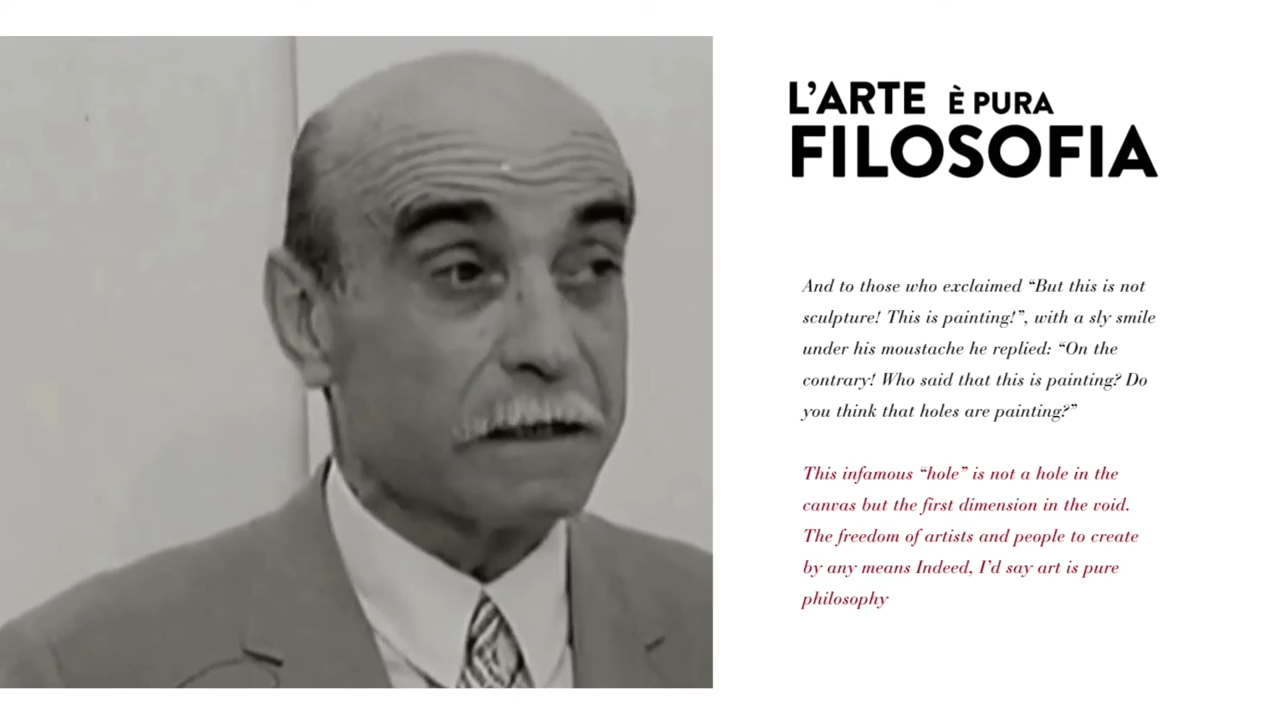 L’ARTE È PURA
FILOSOFIA
And to those who exclaimed “But this is not
sculpture! This is painting!”, with a sly smile
under his moustache he replied: “On the
contrary! Who said that this is painting? Do
you think that holes are painting?”
This infamous “hole” is not a hole in the
canvas but the first dimension in the void.
The freedom of artists and people to create
by any means Indeed, I’d say art is pure
philosophy